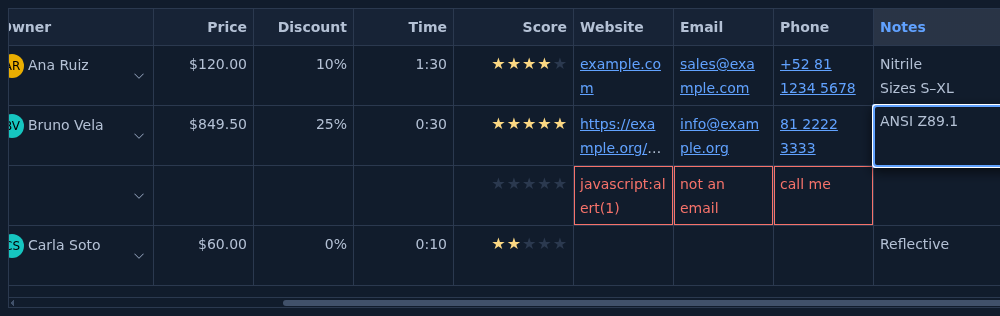 Owner Price Discount Time Score Website Email Phone Notes
AR Ana Ruiz $120.00 10% 1:30 example.co sales@exa +52 81 Nitrile
m mple.com 1234 5678 Sizes S–XL
BV Bruno Vela $849.50 25% 0:30 https://exa info@exam 81 2222 ANSI Z89.1
mple.org/… ple.org 3333
javascript:al not an call me
ert(1) email
CS Carla Soto $60.00 0% 0:10 Reflective